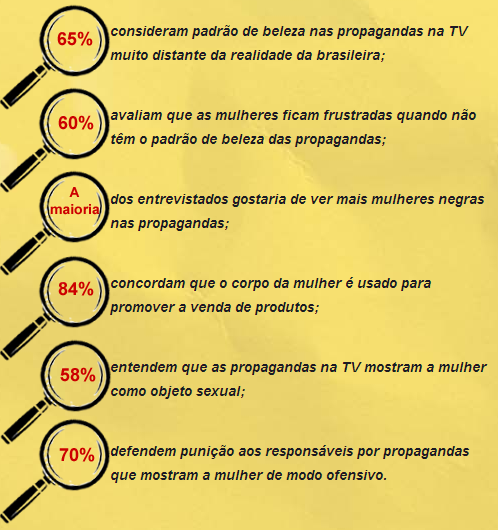 65% consideram padrão de beleza nas propagandas na TV
muito distante da realidade da brasileira;
60% avaliam que as mulheres ficam frustradas quando não
têm o padrão de beleza das propagandas;
A maioria dos entrevistados gostaria de ver mais mulheres negras
nas propagandas;
84% concordam que o corpo da mulher é usado para
promover a venda de produtos;
58% entendem que as propagandas na TV mostram a mulher
como objeto sexual;
70% defendem punição aos responsáveis por propagandas
que mostram a mulher de modo ofensivo.